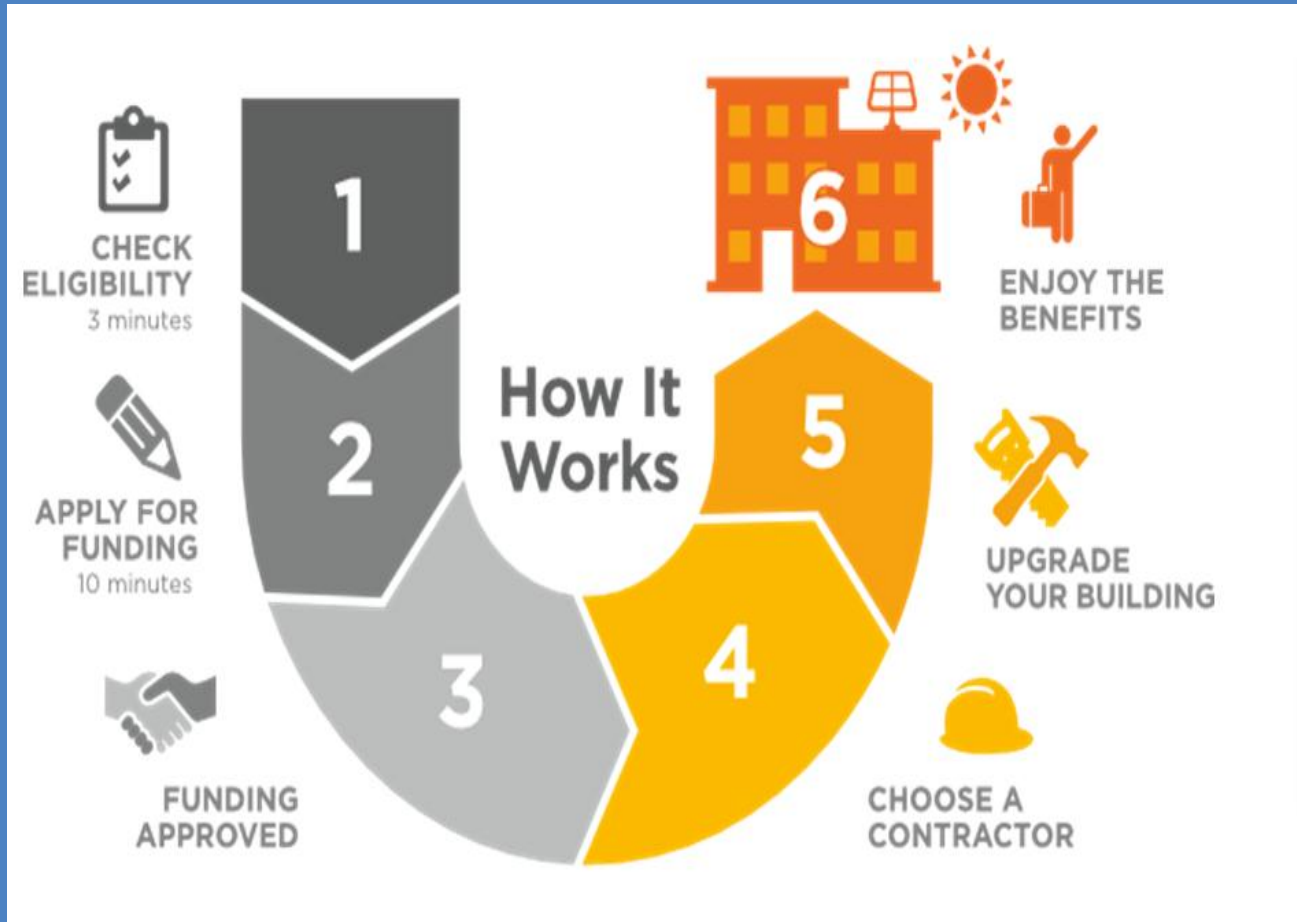 1
CHECK
ELIGIBILITY
3 minutes
2
APPLY FOR
FUNDING
10 minutes
3
FUNDING
APPROVED
How It
Works
4
CHOOSE A
CONTRACTOR
5
UPGRADE
YOUR BUILDING
6
ENJOY THE
BENEFITS